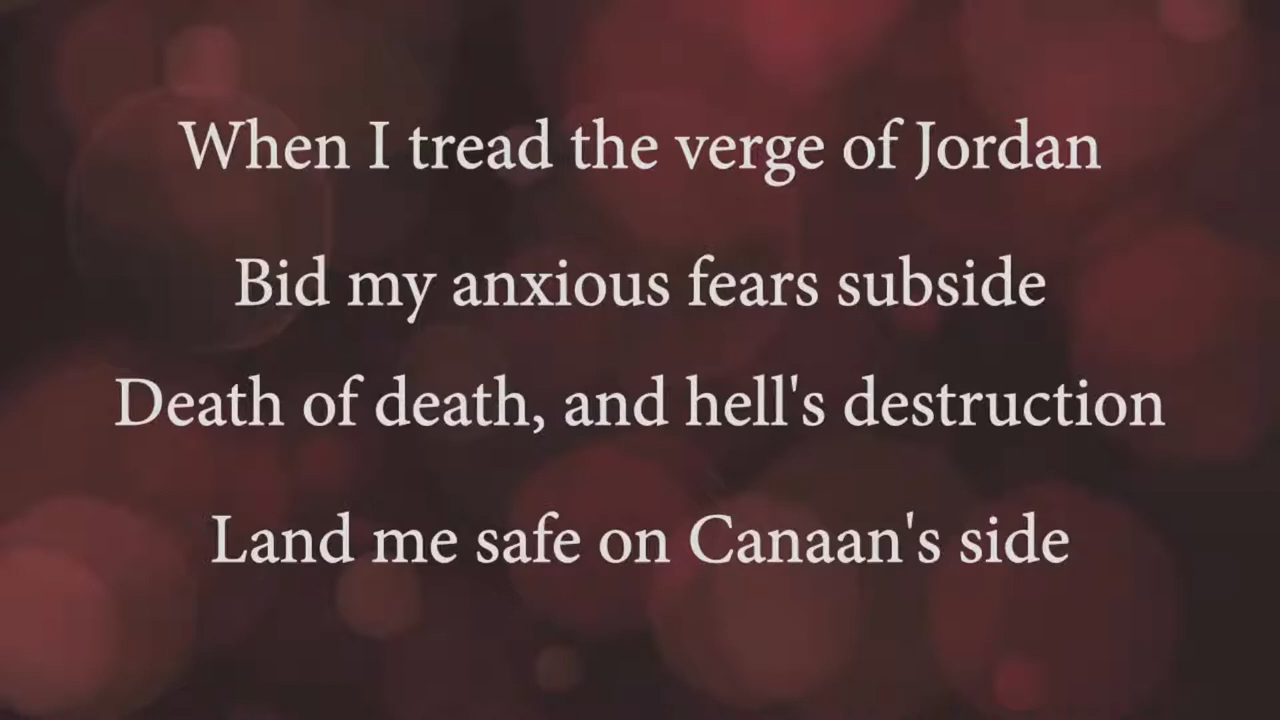 When I tread the verge of Jordan
Bid my anxious fears subside
Death of death, and hell's destruction
Land me safe on Canaan's side